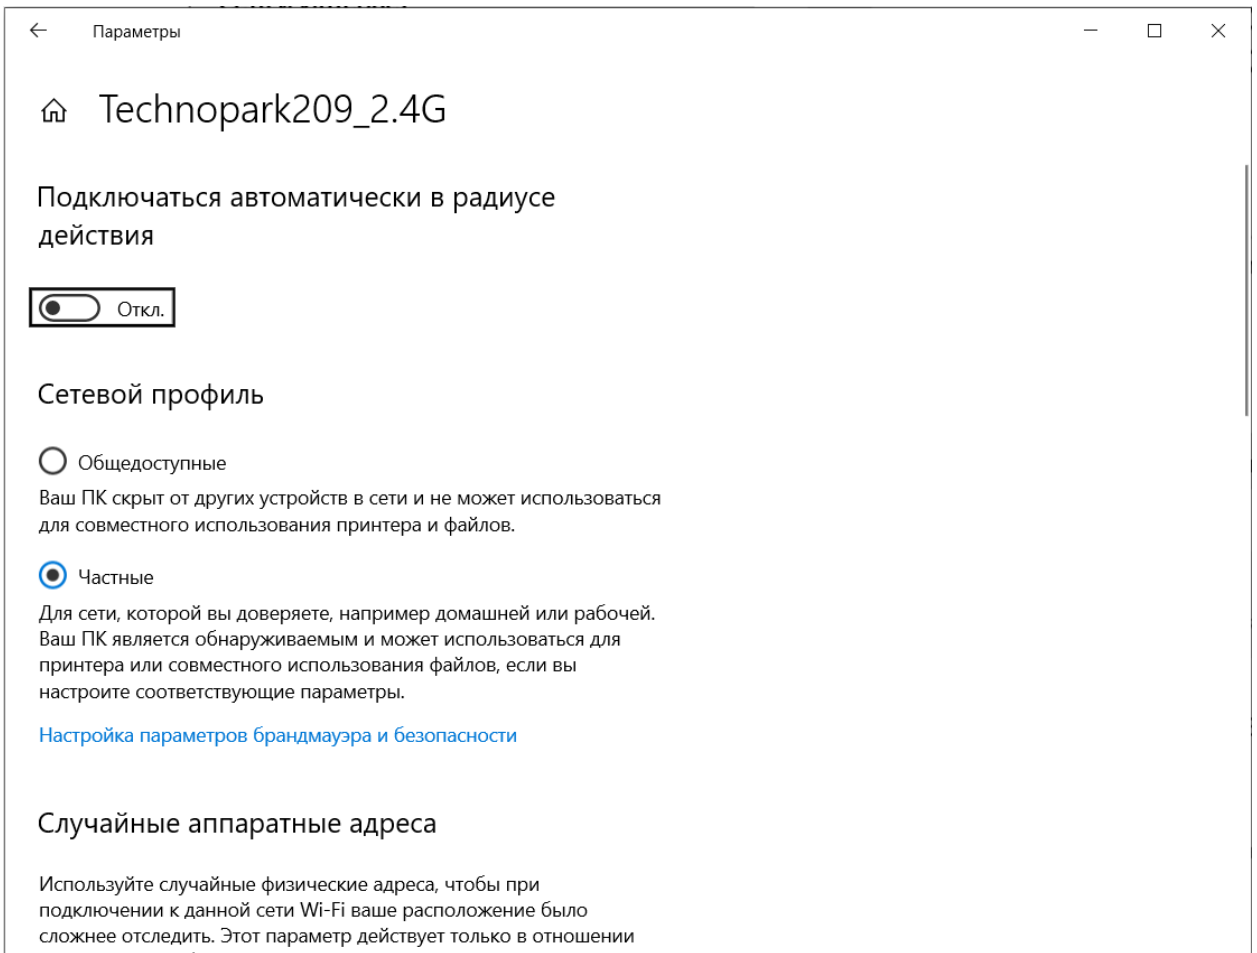 Параметры
Technopark209_2.4G
Подключаться автоматически в радиусе
действия
Откл.
Сетевой профиль
Общедоступные
Ваш ПК скрыт от других устройств в сети и не может использоваться
для совместного использования принтера и файлов.
Частные
Для сети, которой вы доверяете, например домашней или рабочей.
Ваш ПК является обнаруживаемым и может использоваться для
принтера или совместного использования файлов, если вы
настроите соответствующие параметры.
Настройка параметров брандмауэра и безопасности
Случайные аппаратные адреса
Используйте случайные физические адреса, чтобы при
подключении к данной сети Wi-Fi ваше расположение было
сложнее отследить. Этот параметр действует только в отношении